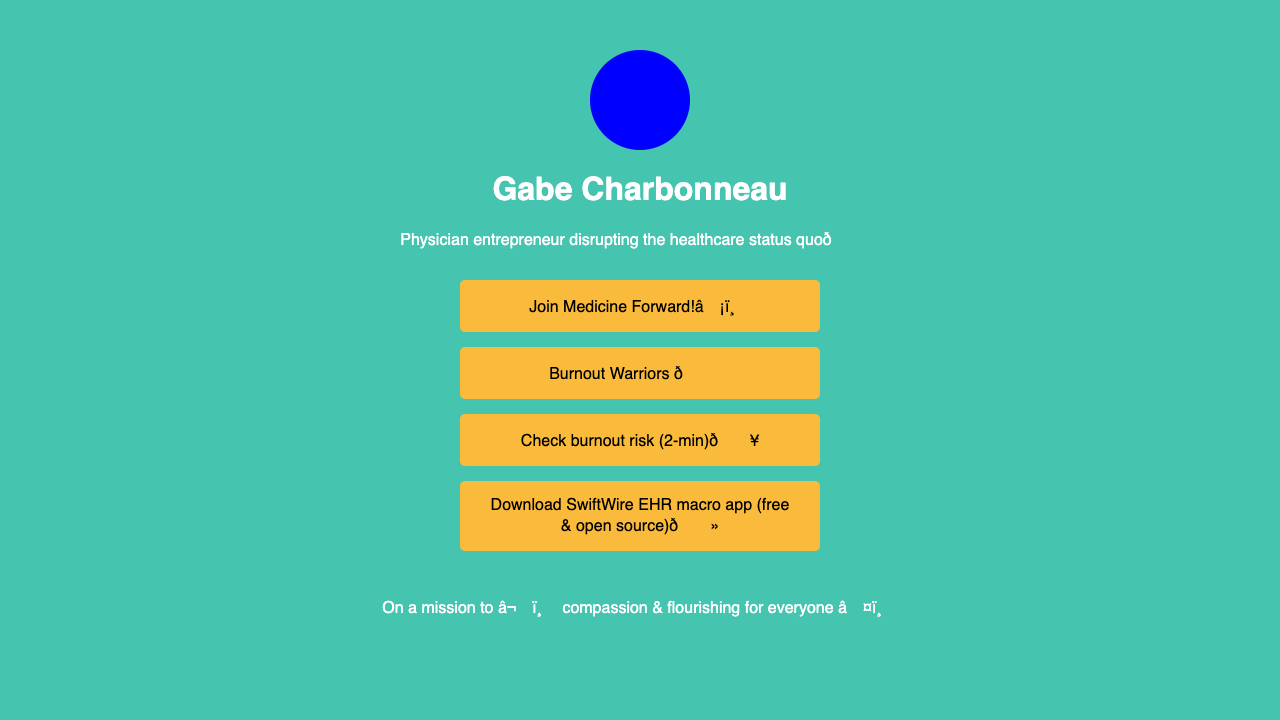 Gabe Charbonneau
Physician entrepreneur disrupting the healthcare status quoð
Join Medicine Forward!â ¡ï¸
Burnout Warriors ð
Check burnout risk (2-min)ð ¥
Download SwiftWire EHR macro app (free
& open source)ð »
On a mission to â¬ ï¸ compassion & flourishing for everyone â ¤ï¸